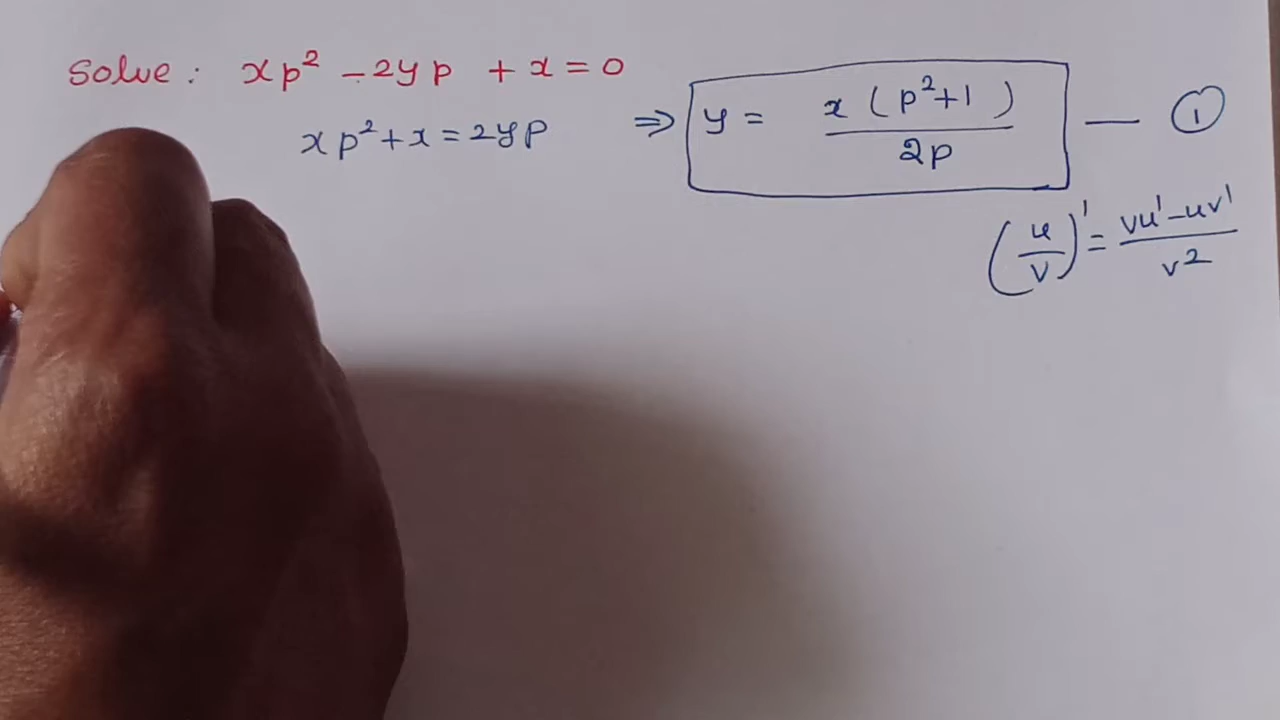 Solve : xp² - 2yp + x = 0
xp² + x = 2yp ⇒ y = x(p²+1) / 2p — ①
(u/v)' = (vu' - uv') / v²